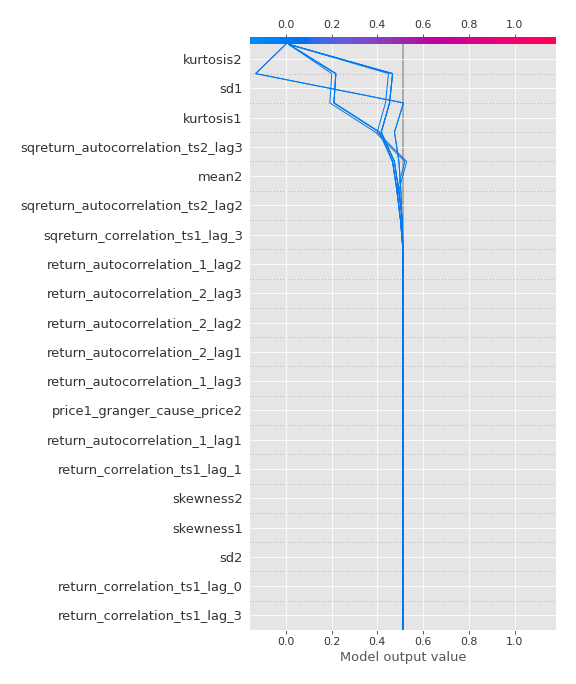 0.0 0.2 0.4 0.6 0.8 1.0
kurtosis2
sd1
kurtosis1
sqreturn_autocorrelation_ts2_lag3
mean2
sqreturn_autocorrelation_ts2_lag2
sqreturn_correlation_ts1_lag_3
return_autocorrelation_1_lag2
return_autocorrelation_2_lag3
return_autocorrelation_2_lag2
return_autocorrelation_2_lag1
return_autocorrelation_1_lag3
price1_granger_cause_price2
return_autocorrelation_1_lag1
return_correlation_ts1_lag_1
skewness2
skewness1
sd2
return_correlation_ts1_lag_0
return_correlation_ts1_lag_3
0.0 0.2 0.4 0.6 0.8 1.0
Model output value